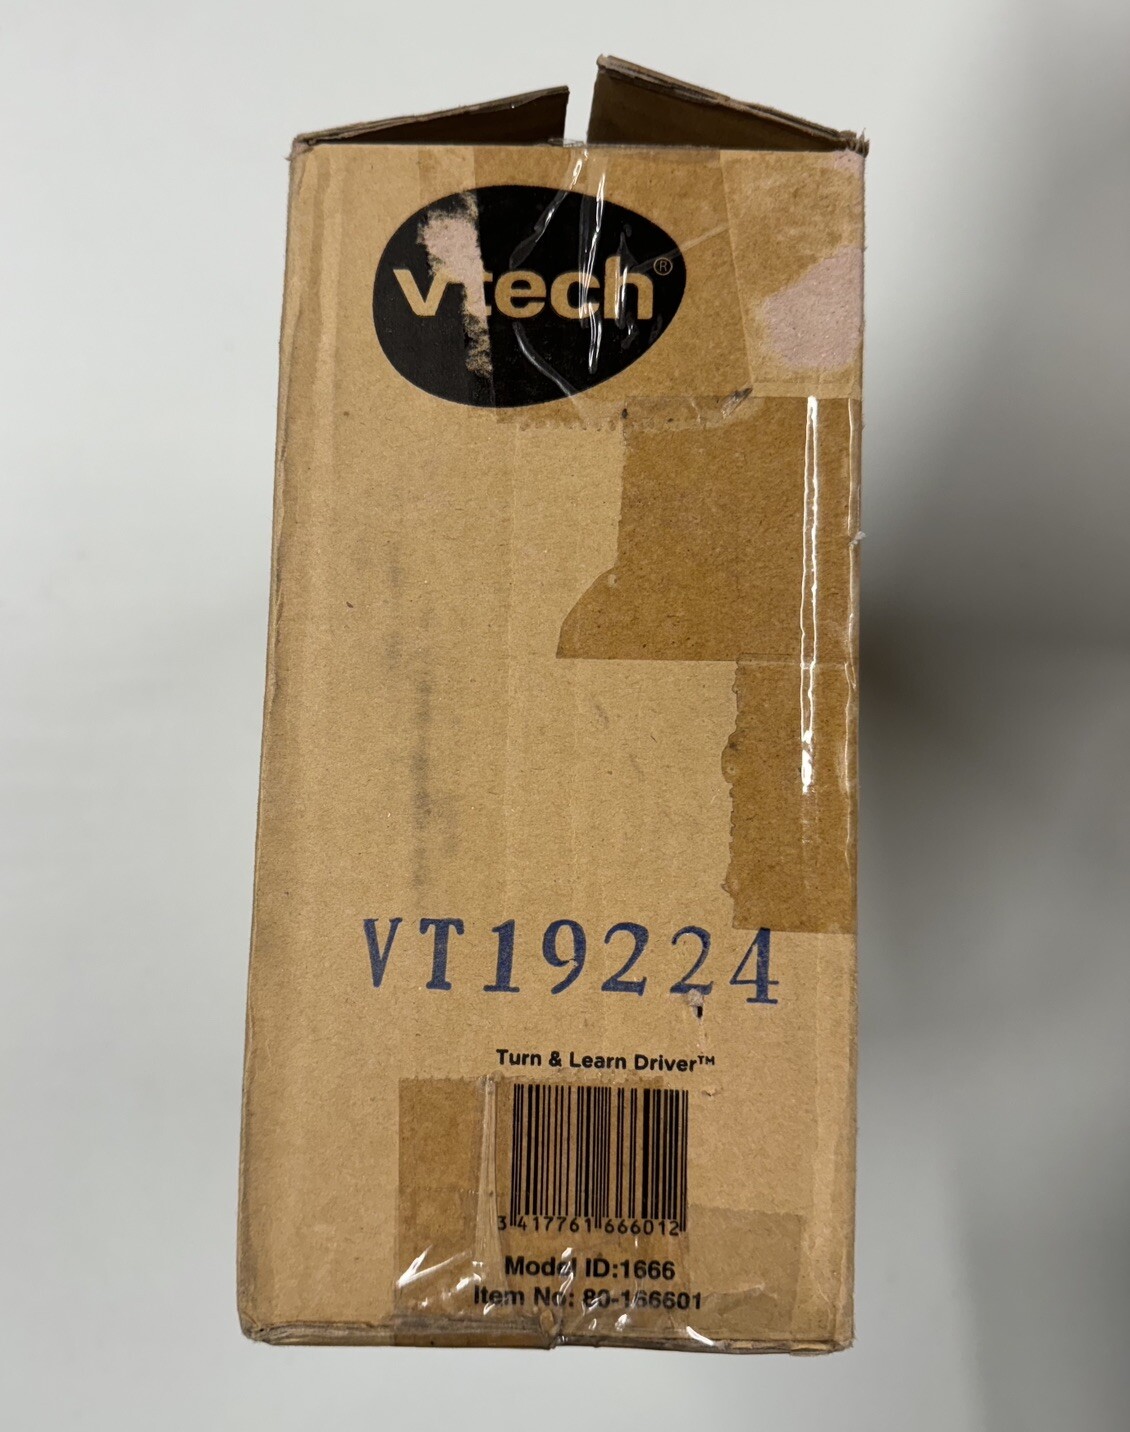 vtech®
VT19224
Turn & Learn Driver™
3 417761 666012
Model ID:1666
Item No: 80-166601